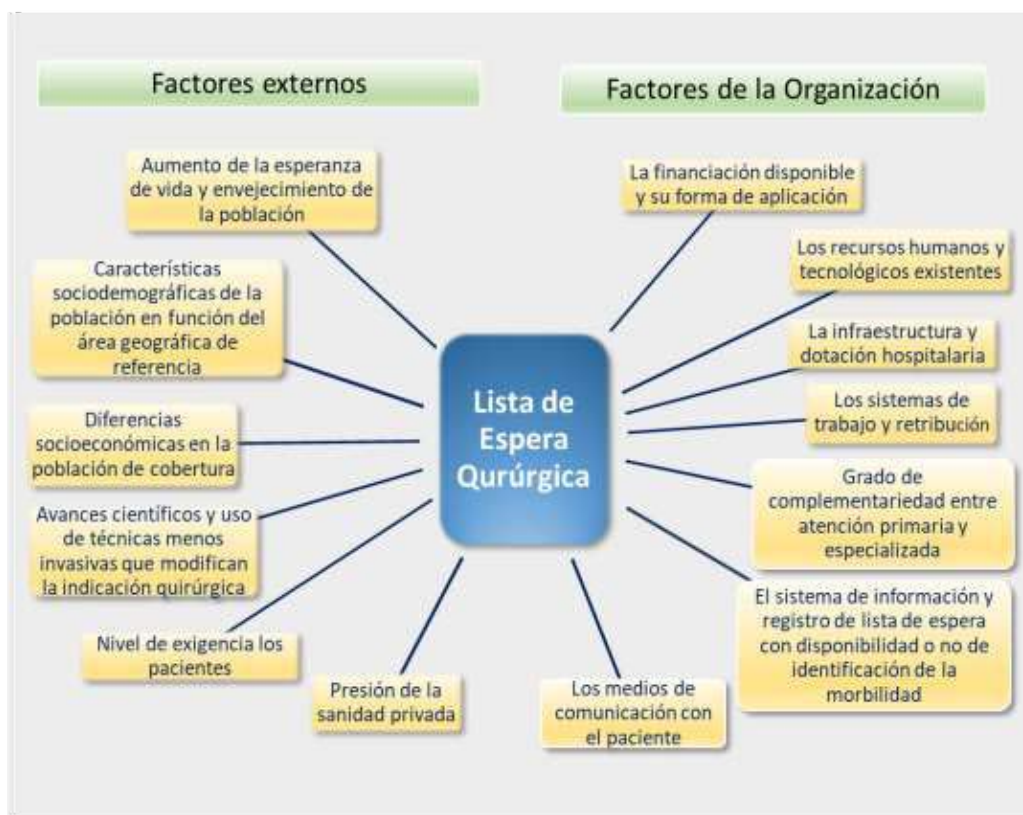 Factores externos
Factores de la Organización
Aumento de la esperanza
de vida y envejecimiento de
la población
Características
sociodemográficas de la
población en función del
área geográfica de
referencia
Diferencias
socioeconómicas en la
población de cobertura
Avances científicos y uso
de técnicas menos
invasivas que modifican
la indicación quirúrgica
Nivel de exigencia los
pacientes
Presión de la
sanidad privada
Lista de
Espera
Qurúrgica
La financiación disponible
y su forma de aplicación
Los recursos humanos y
tecnológicos existentes
La infraestructura y
dotación hospitalaria
Los sistemas de
trabajo y retribución
Grado de
complementariedad entre
atención primaria y
especializada
El sistema de información y
registro de lista de espera
con disponibilidad o no de
identificación de la
morbilidad
Los medios de
comunicación con
el paciente